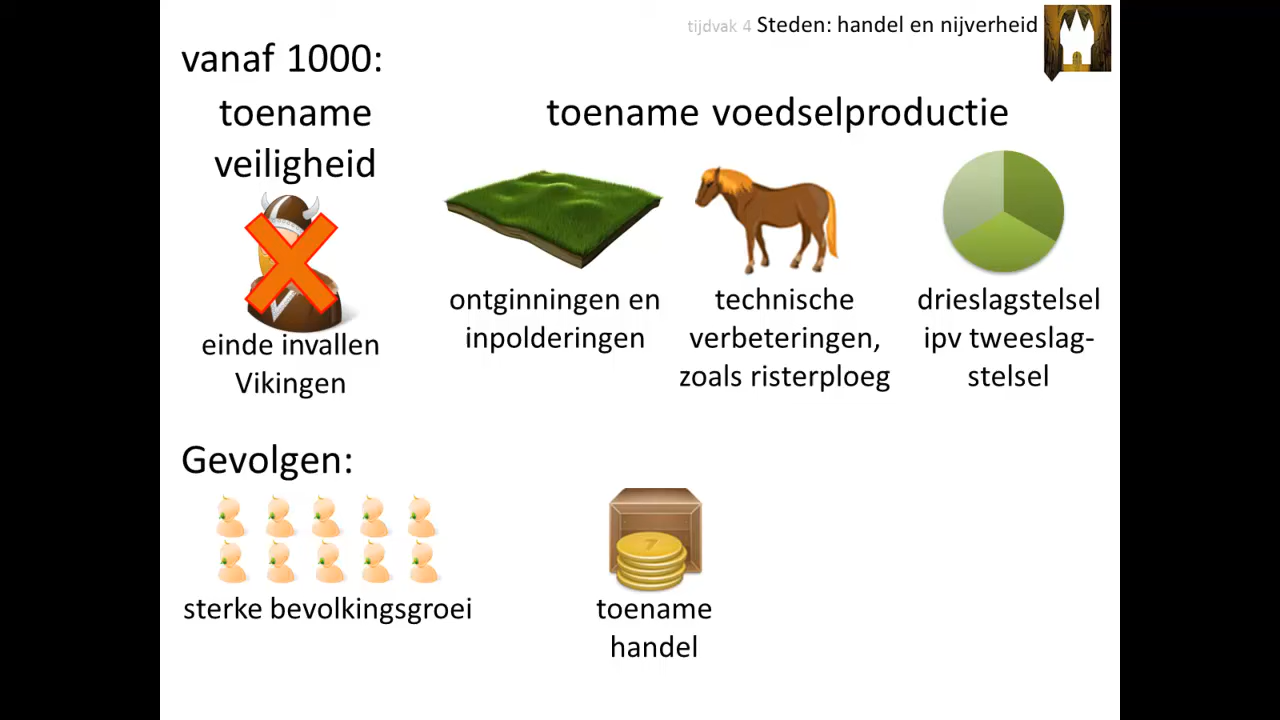 tijdvak 4 Steden: handel en nijverheid
vanaf 1000:
toename
veiligheid
toename voedselproductie
einde invallen
Vikingen
ontginningen en
inpolderingen
technische
verbeteringen,
zoals risterploeg
drieslagstelsel
ipv tweeslag-
stelsel
Gevolgen:
sterke bevolkingsgroei
toename
handel